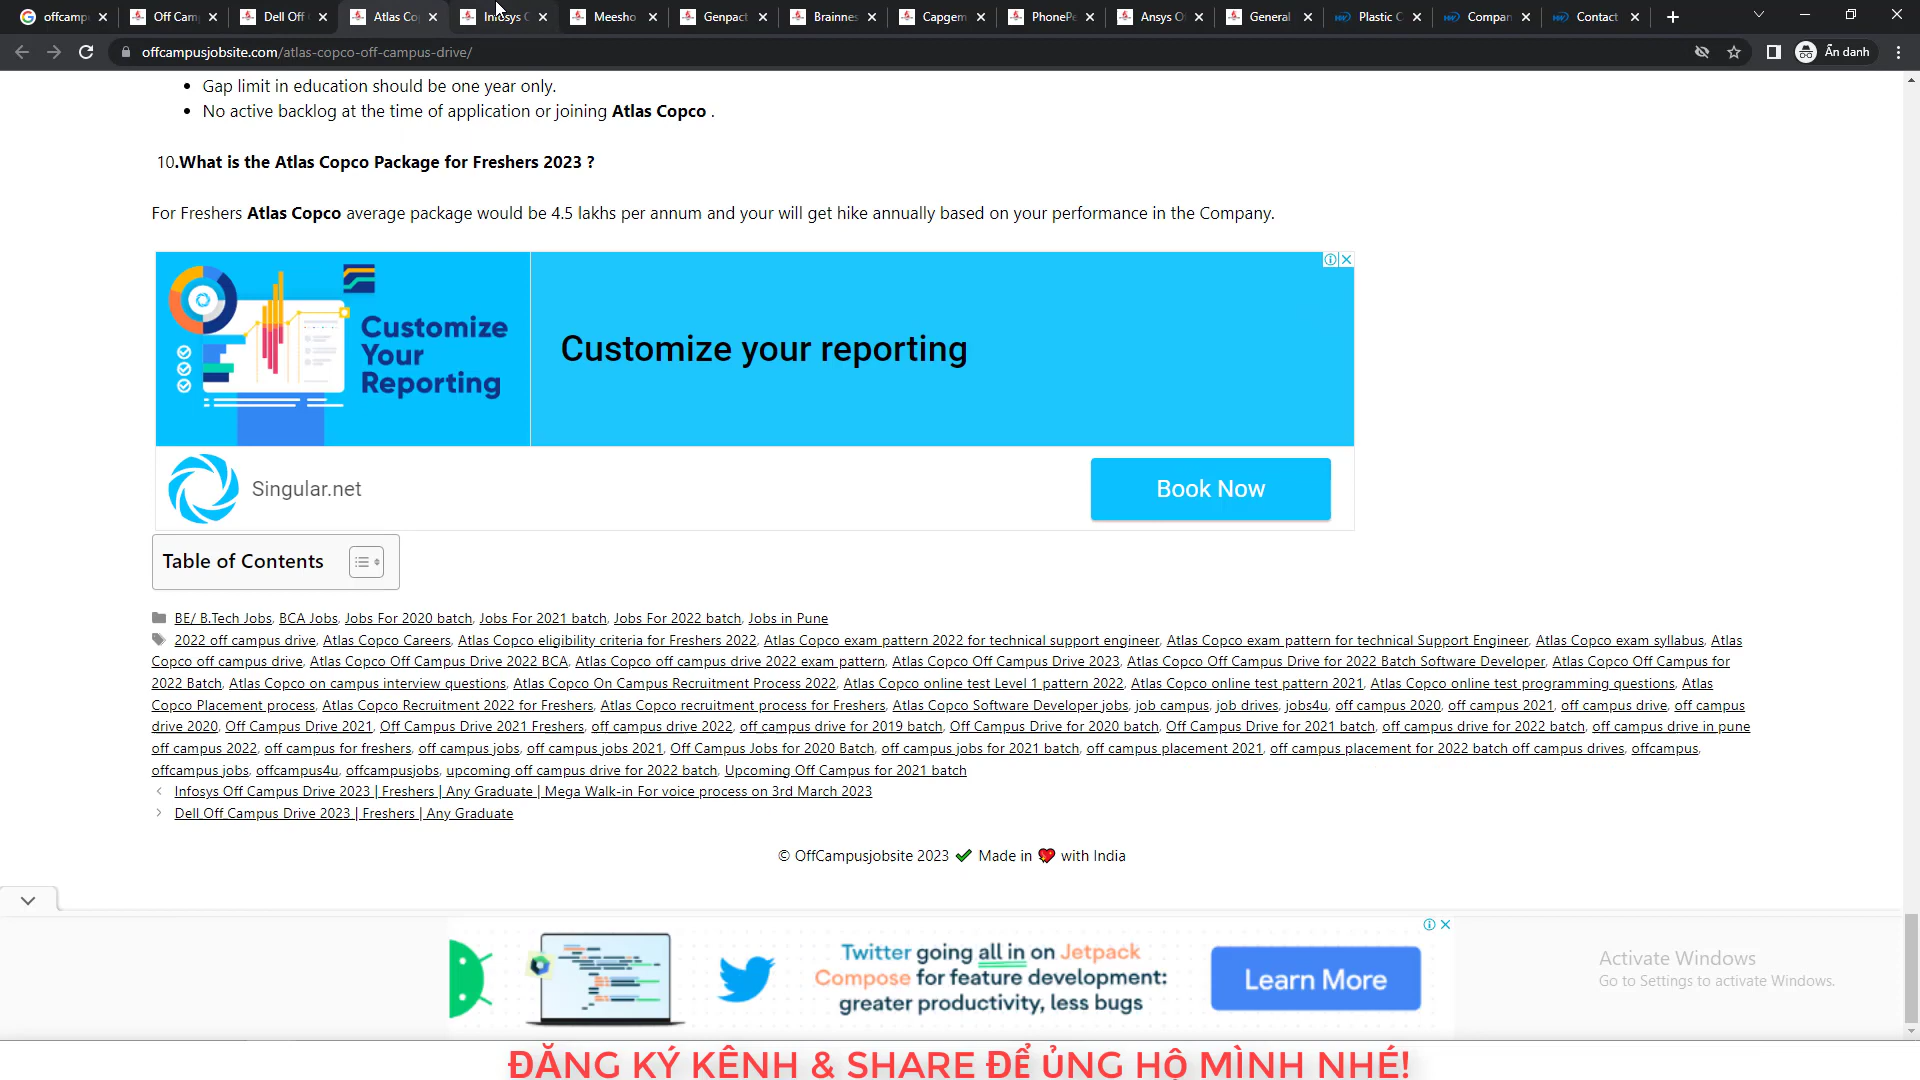 offcampu
Off Cam
Dell Off
Atlas Co
Infosys C
Meesho
Genpact
Brainnes
Capgem
PhonePe
Ansys O
General
Plastic C
Compan
Contact
offcampusjobsite.com/atlas-copco-off-campus-drive/
Ẩn danh
• Gap limit in education should be one year only.
• No active backlog at the time of application or joining Atlas Copco .
10.What is the Atlas Copco Package for Freshers 2023 ?
For Freshers Atlas Copco average package would be 4.5 lakhs per annum and your will get hike annually based on your performance in the Company.
Customize
Your
Reporting
Customize your reporting
Singular.net
Book Now
Table of Contents
BE/ B.Tech Jobs, BCA Jobs, Jobs For 2020 batch, Jobs For 2021 batch, Jobs For 2022 batch, Jobs in Pune
2022 off campus drive, Atlas Copco Careers, Atlas Copco eligibility criteria for Freshers 2022, Atlas Copco exam pattern 2022 for technical support engineer, Atlas Copco exam pattern for technical Support Engineer, Atlas Copco exam syllabus, Atlas
Copco off campus drive, Atlas Copco Off Campus Drive 2022 BCA, Atlas Copco off campus drive 2022 exam pattern, Atlas Copco Off Campus Drive 2023, Atlas Copco Off Campus Drive for 2022 Batch Software Developer, Atlas Copco Off Campus for
2022 Batch, Atlas Copco on campus interview questions, Atlas Copco On Campus Recruitment Process 2022, Atlas Copco online test Level 1 pattern 2022, Atlas Copco online test pattern 2021, Atlas Copco online test programming questions, Atlas
Copco Placement process, Atlas Copco Recruitment 2022 for Freshers, Atlas Copco recruitment process for Freshers, Atlas Copco Software Developer jobs, job campus, job drives, jobs4u, off campus 2020, off campus 2021, off campus drive, off campus
drive 2020, Off Campus Drive 2021, Off Campus Drive 2021 Freshers, off campus drive 2022, off campus drive for 2019 batch, Off Campus Drive for 2020 batch, Off Campus Drive for 2021 batch, off campus drive for 2022 batch, off campus drive in pune
off campus 2022, off campus for freshers, off campus jobs, off campus jobs 2021, Off Campus Jobs for 2020 Batch, off campus jobs for 2021 batch, off campus placement 2021, off campus placement for 2022 batch off campus drives, offcampus,
offcampus jobs, offcampus4u, offcampusjobs, upcoming off campus drive for 2022 batch, Upcoming Off Campus for 2021 batch
Infosys Off Campus Drive 2023 | Freshers | Any Graduate | Mega Walk-in For voice process on 3rd March 2023
Dell Off Campus Drive 2023 | Freshers | Any Graduate
© OffCampusjobsite 2023 ✔ Made in 💖 with India
Twitter going all in on Jetpack
Compose for feature development:
greater productivity, less bugs
Learn More
Activate Windows
Go to Settings to activate Windows.
ĐĂNG KÝ KÊNH & SHARE ĐỂ ỦNG HỘ MÌNH NHÉ!